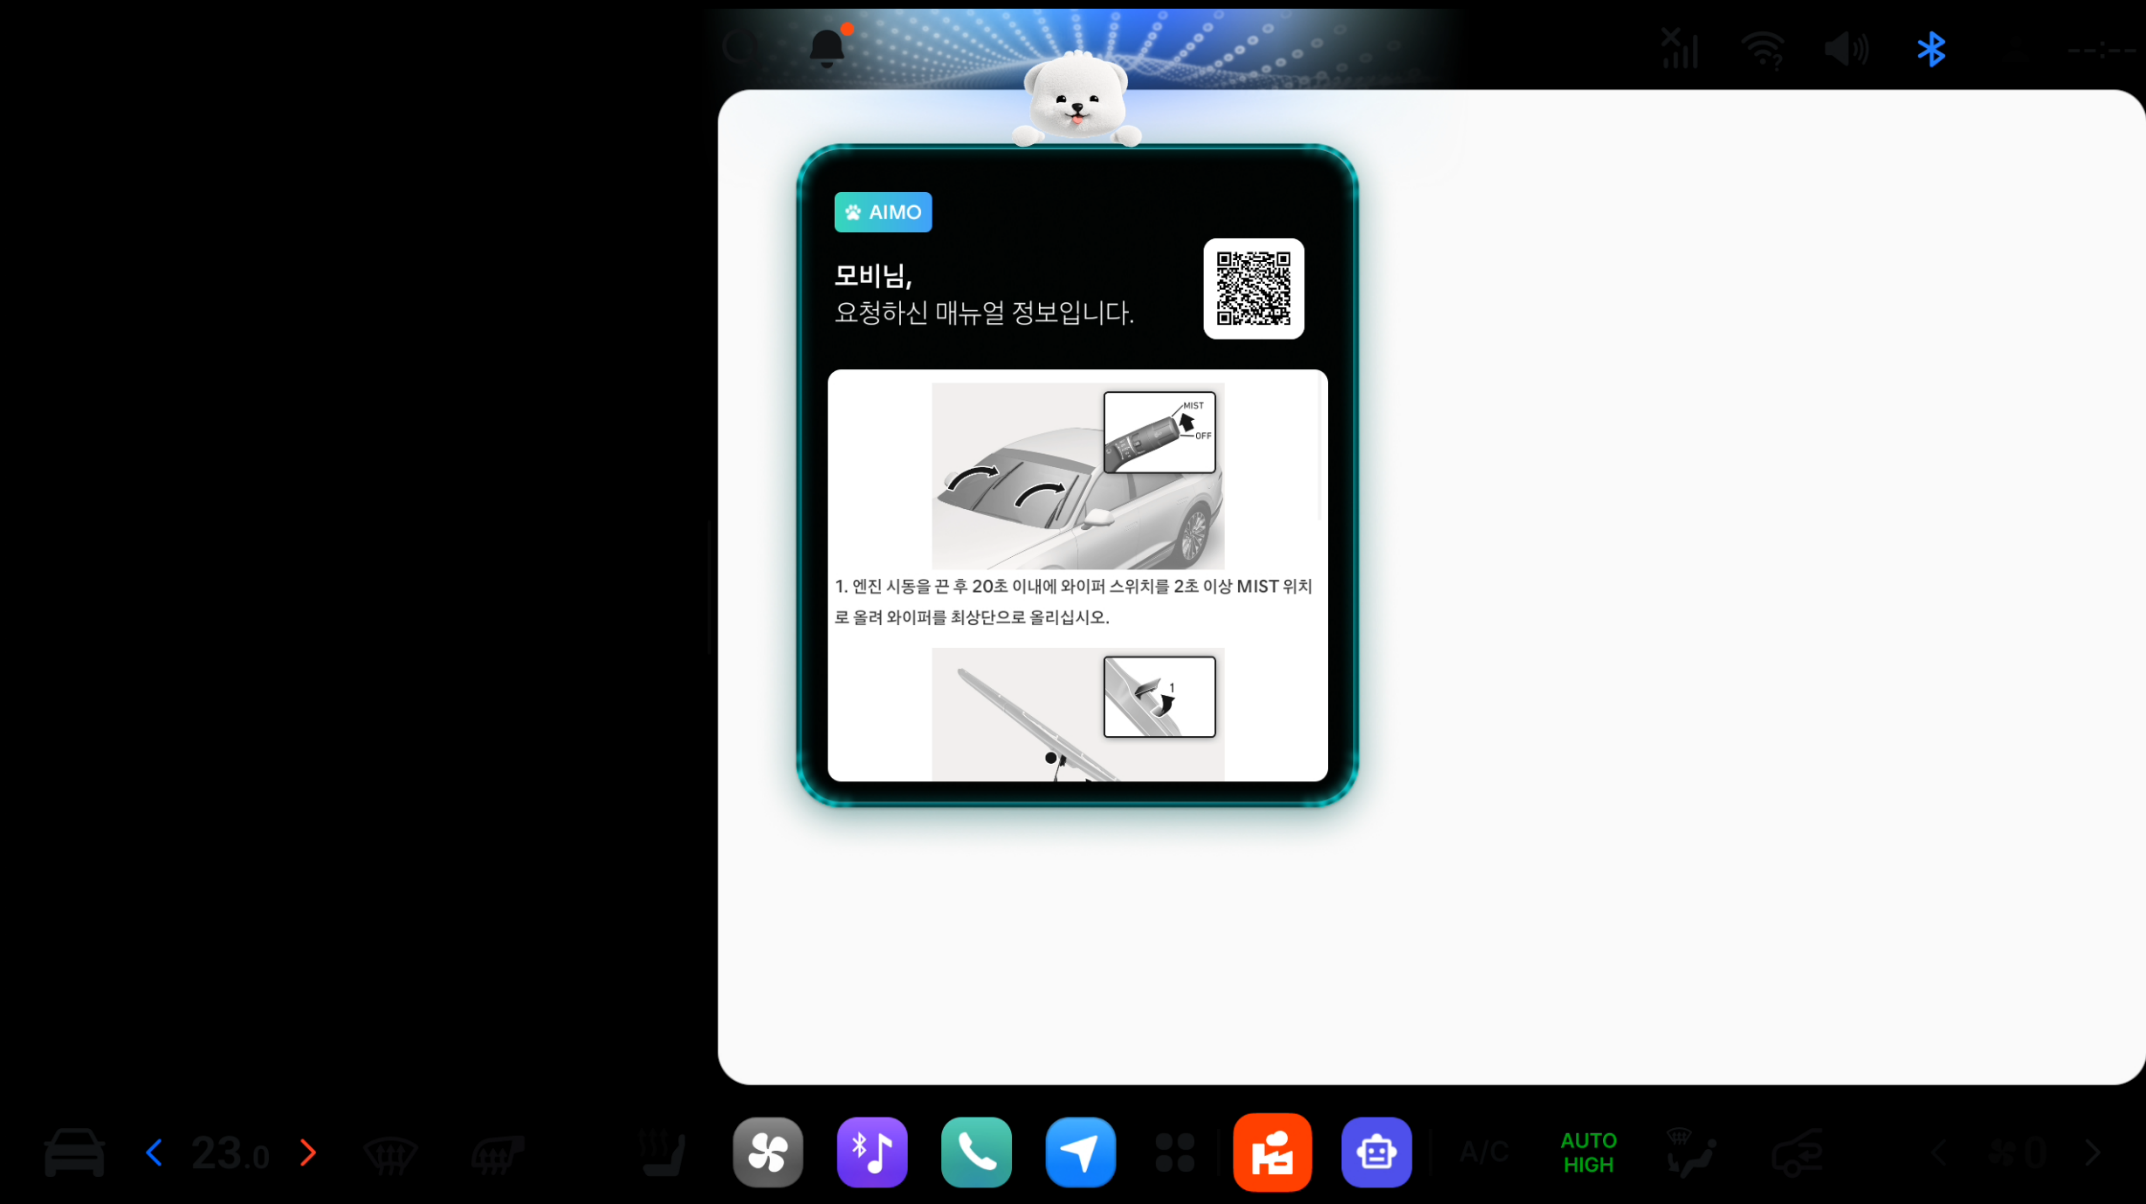 --:--
AIMO
모비님,
요청하신 매뉴얼 정보입니다.
MIST
OFF
1. 엔진 시동을 끈 후 20초 이내에 와이퍼 스위치를 2초 이상 MIST 위치
로 올려 와이퍼를 최상단으로 올리십시오.
1
23.0
A/C
AUTO
HIGH
0